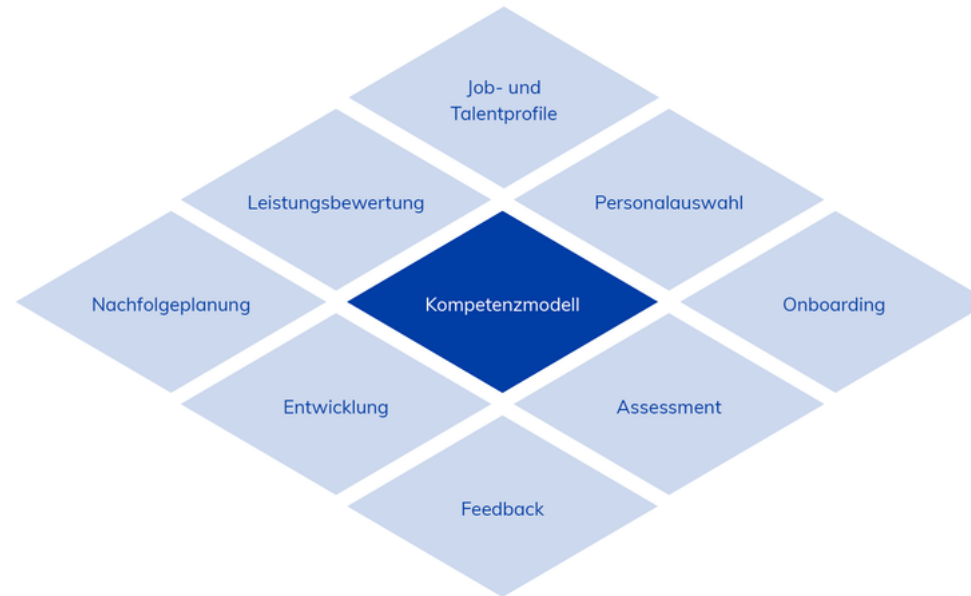 Job- und
Talentprofile
Leistungsbewertung
Personalauswahl
Nachfolgeplanung
Kompetenzmodell
Onboarding
Entwicklung
Assessment
Feedback